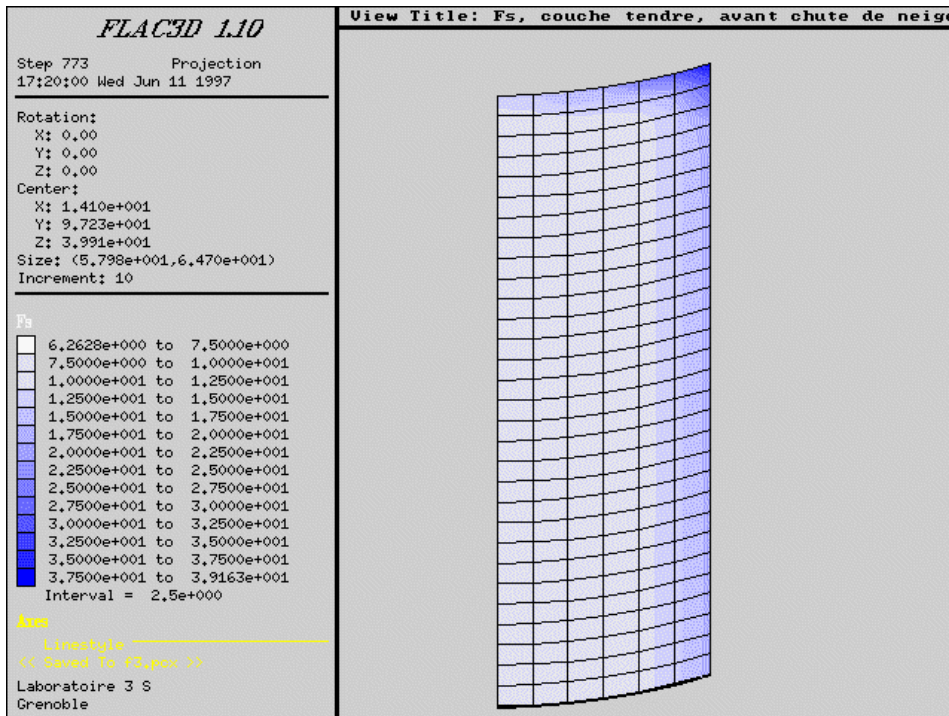 FLAC3D 1.10
Step 773 Projection
17:20:00 Wed Jun 11 1997
Rotation:
X: 0.00
Y: 0.00
Z: 0.00
Center:
X: 1.410e+001
Y: 9.723e+001
Z: 3.991e+001
Size: (5.798e+001,6.470e+001)
Increment: 10
Fs
6.2628e+000 to 7.5000e+000
7.5000e+000 to 1.0000e+001
1.0000e+001 to 1.2500e+001
1.2500e+001 to 1.5000e+001
1.5000e+001 to 1.7500e+001
1.7500e+001 to 2.0000e+001
2.0000e+001 to 2.2500e+001
2.2500e+001 to 2.5000e+001
2.5000e+001 to 2.7500e+001
2.7500e+001 to 3.0000e+001
3.0000e+001 to 3.2500e+001
3.2500e+001 to 3.5000e+001
3.5000e+001 to 3.7500e+001
3.7500e+001 to 3.9163e+001
Interval = 2.5e+000
Axes
Linestyle
<< Saved To f3.pcx >>
Laboratoire 3 S
Grenoble
View Title: Fs, couche tendre, avant chute de neige